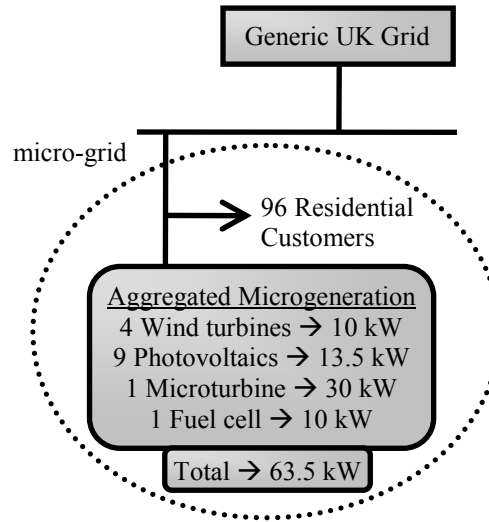 Generic UK Grid
micro-grid
96 Residential
Customers
Aggregated Microgeneration
4 Wind turbines → 10 kW
9 Photovoltaics → 13.5 kW
1 Microturbine → 30 kW
1 Fuel cell → 10 kW
Total → 63.5 kW